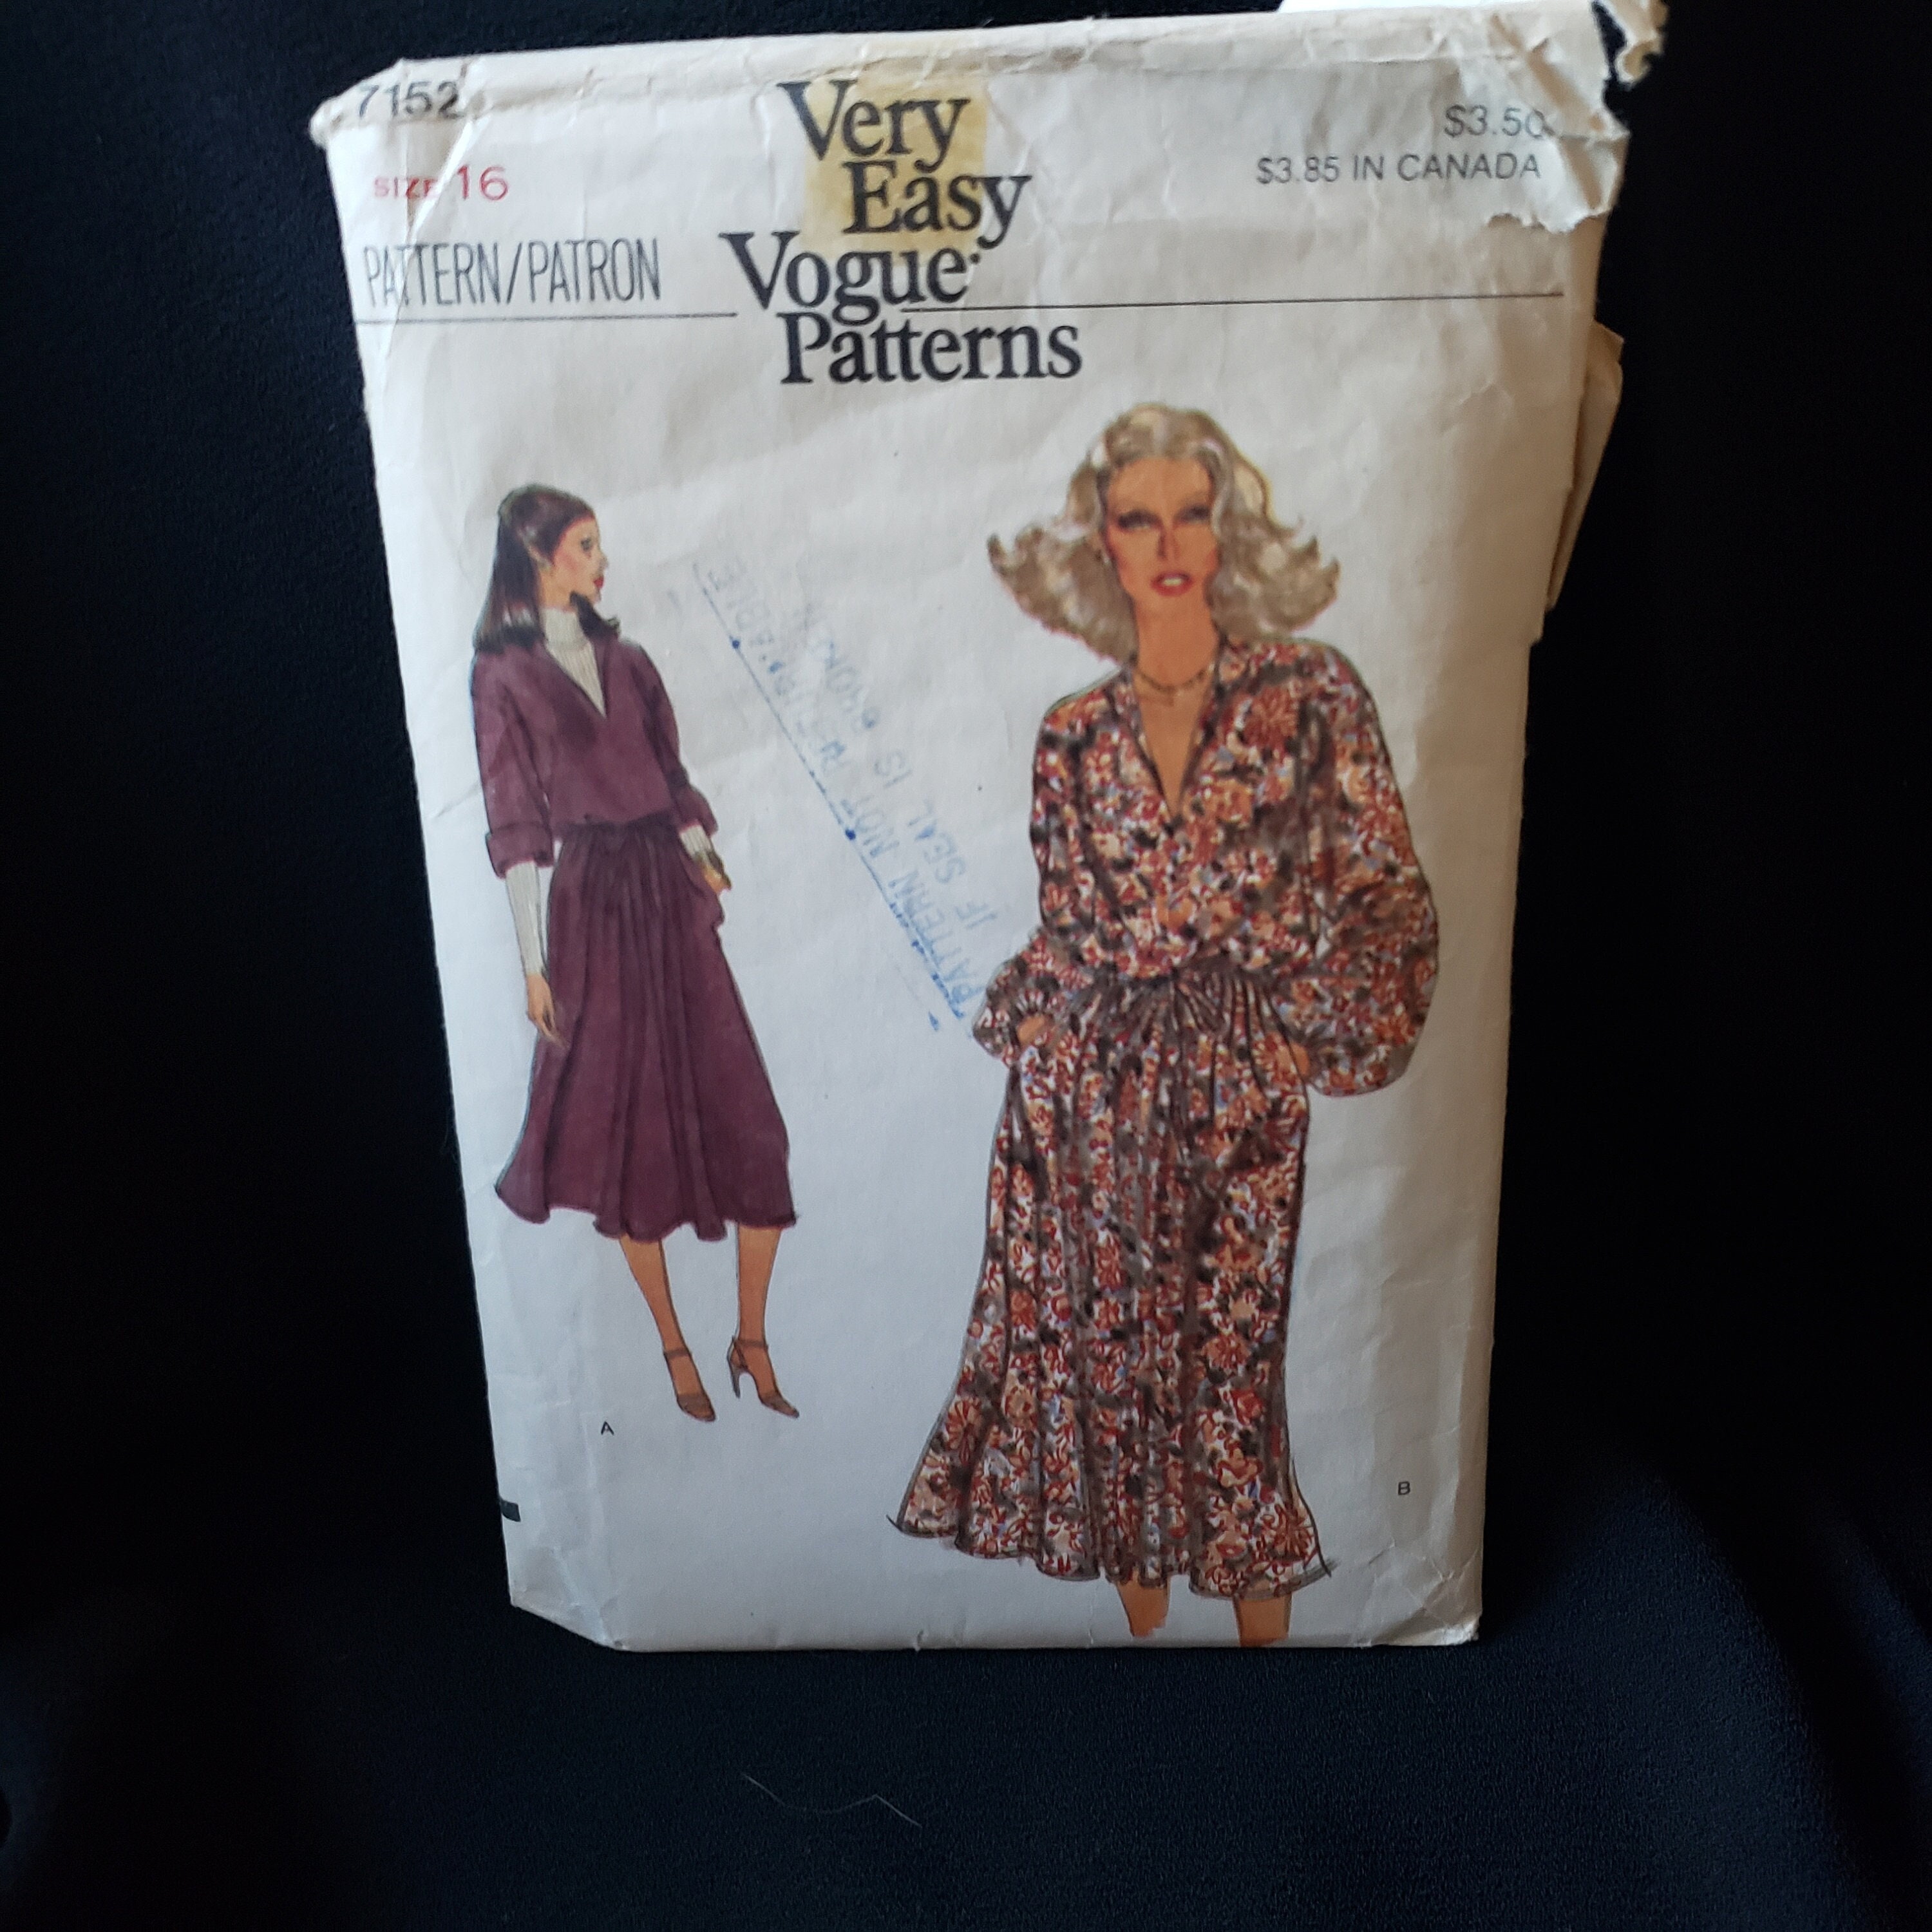 7152
SIZE 16
PATTERN/PATRON
Very
Easy
Vogue
Patterns
$3.50
$3.85 IN CANADA
PATTERN NOT RETURNABLE
IF SEAL IS BROKEN
A
B